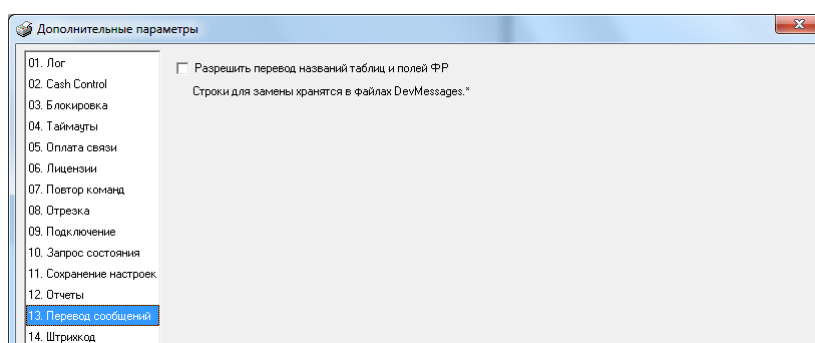 Дополнительные параметры
01. Лог
02. Cash Control
03. Блокировка
04. Таймауты
05. Оплата связи
06. Лицензии
07. Повтор команд
08. Отрезка
09. Подключение
10. Запрос состояния
11. Сохранение настроек
12. Отчеты
13. Перевод сообщений
14. Штрихкод
Разрешить перевод названий таблиц и полей ФР
Строки для замены хранятся в файлах DevMessages.*